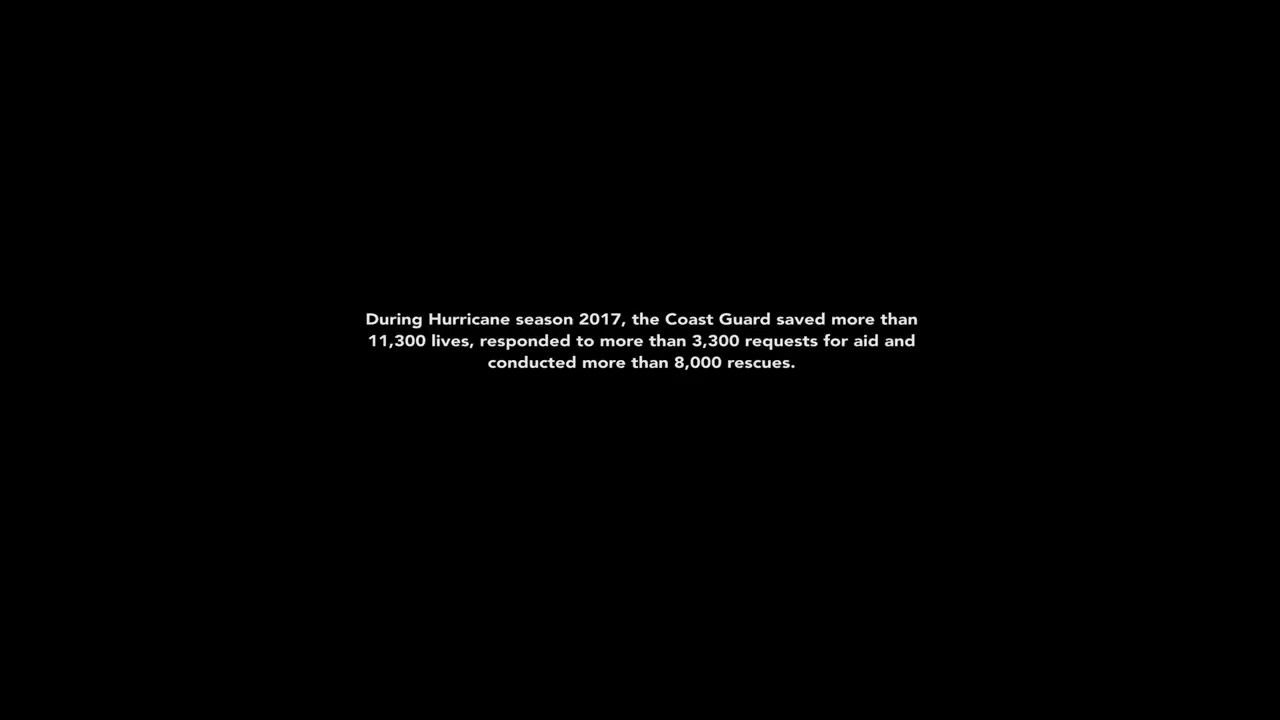 During Hurricane season 2017, the Coast Guard saved more than
11,300 lives, responded to more than 3,300 requests for aid and
conducted more than 8,000 rescues.